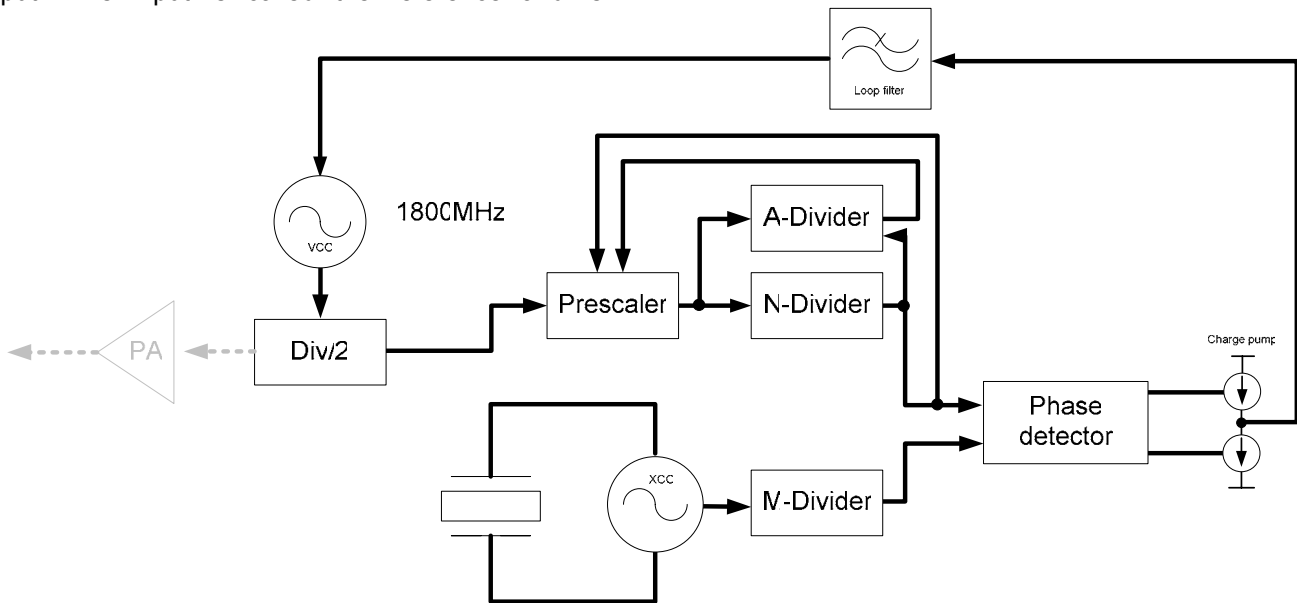 Loop filter
1800MHz
VCC
A-Divider
Prescaler
N-Divider
PA
Div/2
Charge pump
Phase
detector
XCC
M-Divider